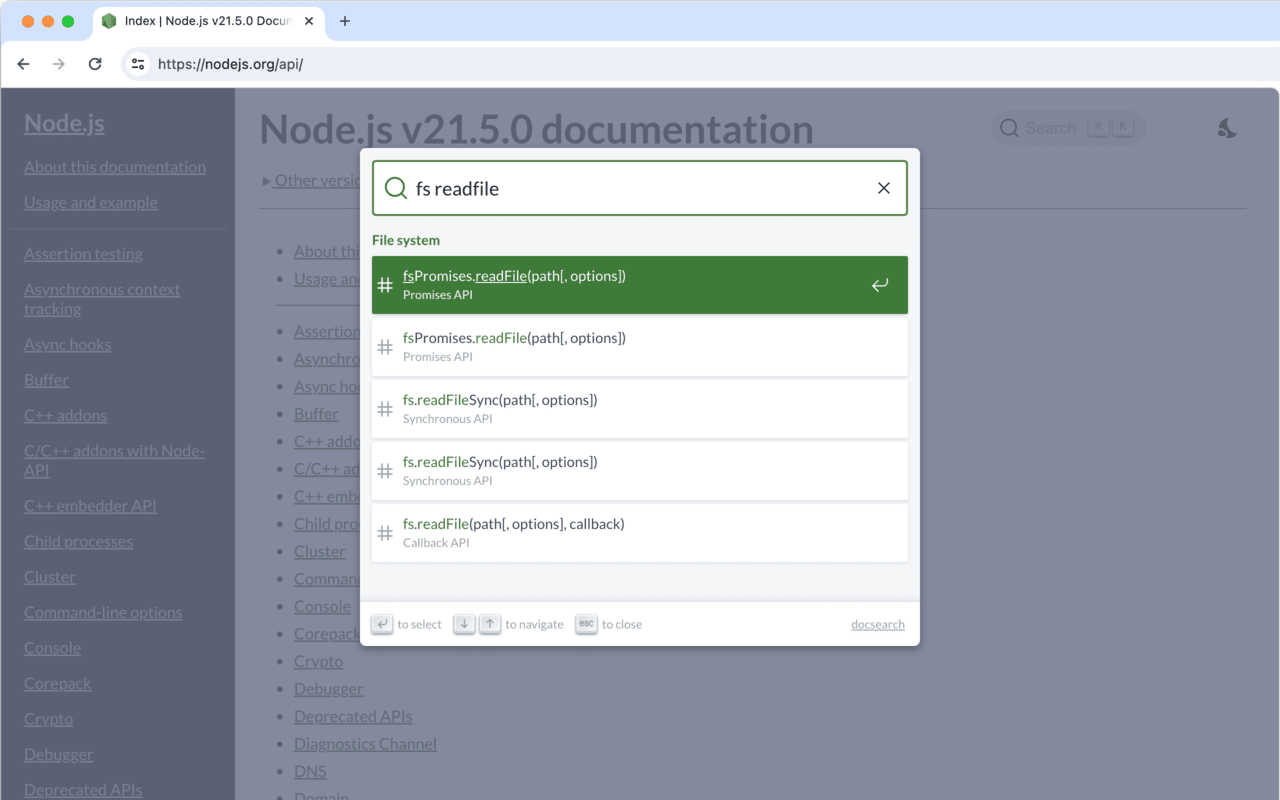 Index | Node.js v21.5.0 Docun
https://nodejs.org/api/
Node.js
About this documentation
Usage and example
Assertion testing
Asynchronous context
tracking
Async hooks
Buffer
C++ addons
C/C++ addons with Node-
API
C++ embedder API
Child processes
Cluster
Command-line options
Console
Corepack
Crypto
Debugger
Deprecated APIs
Node.js v21.5.0 documentation
Search ⌘ K
▶ Other versio
About thi
Usage an
Assertion
Asynchro
Async ho
Buffer
C++ addo
C/C++ ad
C++ emb
Child pro
Cluster
Comman
Console
Corepack
Crypto
Debugger
Deprecated APIs
Diagnostics Channel
DNS
Domain
fs readfile
File system
fsPromises.readFile(path[, options])
Promises API
fsPromises.readFile(path[, options])
Promises API
fs.readFileSync(path[, options])
Synchronous API
fs.readFileSync(path[, options])
Synchronous API
fs.readFile(path[, options], callback)
Callback API
to select
to navigate
esc to close
docsearch